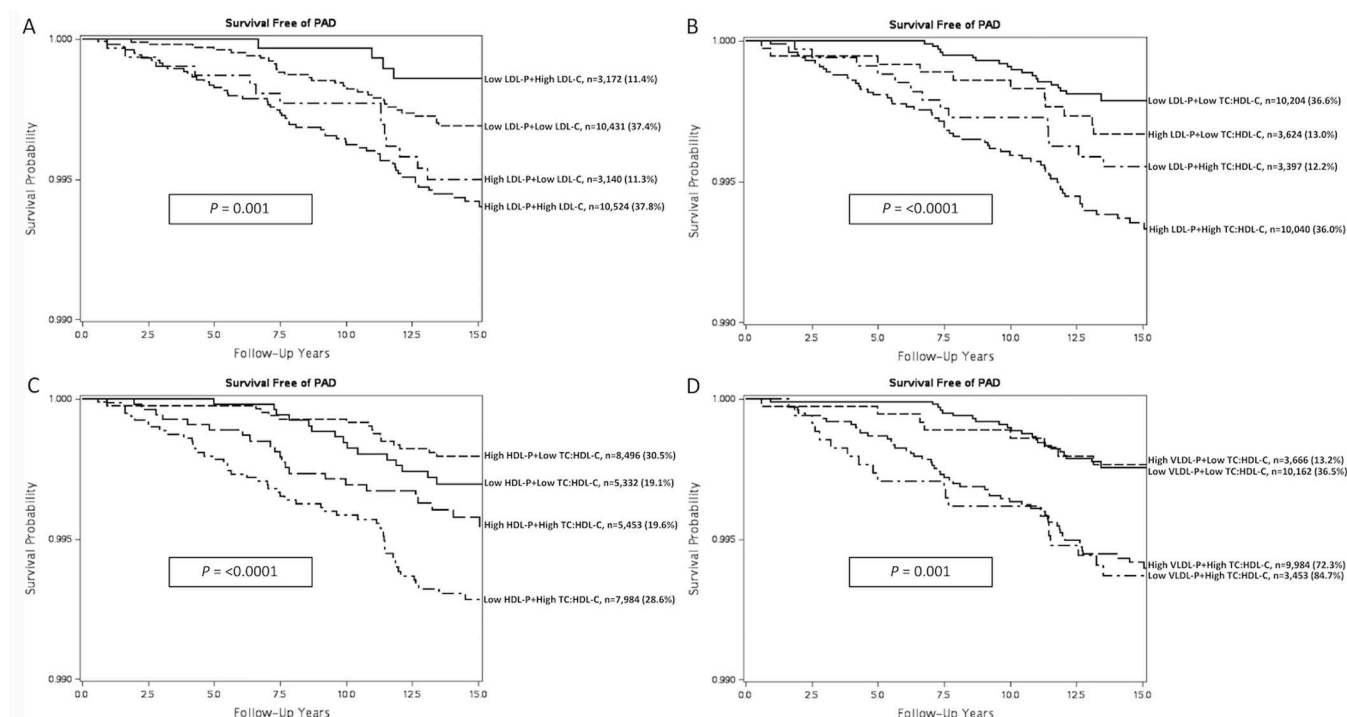 A
Survival Free of PAD
Survival Probability
1.000
0.995
0.990
Low LDL-P+High LDL-C, n=3,172 (11.4%)
Low LDL-P+Low LDL-C, n=10,431 (37.4%)
High LDL-P+Low LDL-C, n=3,140 (11.3%)
High LDL-P+High LDL-C, n=10,524 (37.8%)
P = 0.001
0.0 2.5 5.0 7.5 10.0 12.5 15.0
Follow-Up Years
B
Survival Free of PAD
Survival Probability
1.000
0.995
0.990
Low LDL-P+Low TC:HDL-C, n=10,204 (36.6%)
High LDL-P+Low TC:HDL-C, n=3,624 (13.0%)
Low LDL-P+High TC:HDL-C, n=3,397 (12.2%)
High LDL-P+High TC:HDL-C, n=10,040 (36.0%)
P = <0.0001
0.0 2.5 5.0 7.5 10.0 12.5 15.0
Follow-Up Years
C
Survival Free of PAD
Survival Probability
1.000
0.995
0.990
High HDL-P+Low TC:HDL-C, n=8,496 (30.5%)
Low HDL-P+Low TC:HDL-C, n=5,332 (19.1%)
High HDL-P+High TC:HDL-C, n=5,453 (19.6%)
Low HDL-P+High TC:HDL-C, n=7,984 (28.6%)
P = <0.0001
0.0 2.5 5.0 7.5 10.0 12.5 15.0
Follow-Up Years
D
Survival Free of PAD
Survival Probability
1.000
0.995
0.990
High VLDL-P+Low TC:HDL-C, n=3,666 (13.2%)
Low VLDL-P+Low TC:HDL-C, n=10,162 (36.5%)
High VLDL-P+High TC:HDL-C, n=9,984 (72.3%)
Low VLDL-P+High TC:HDL-C, n=3,453 (84.7%)
P = 0.001
0.0 2.5 5.0 7.5 10.0 12.5 15.0
Follow-Up Years